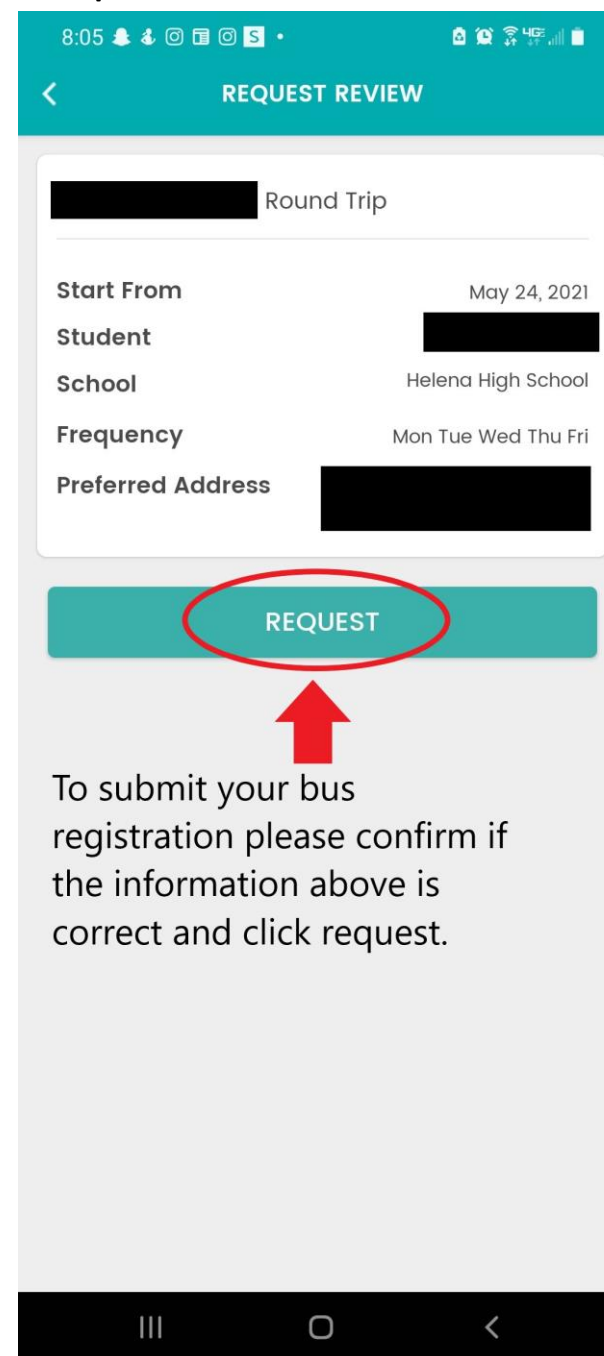 8:05 S
4GE
REQUEST REVIEW
Round Trip
Start From May 24, 2021
Student
School Helena High School
Frequency Mon Tue Wed Thu Fri
Preferred Address
REQUEST
To submit your bus
registration please confirm if
the information above is
correct and click request.